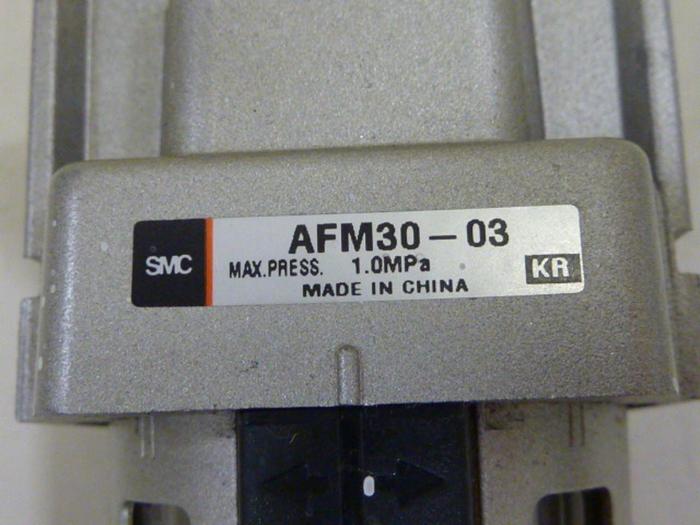 SMC
AFM30-03
MAX.PRESS. 1.0MPa
MADE IN CHINA
KR